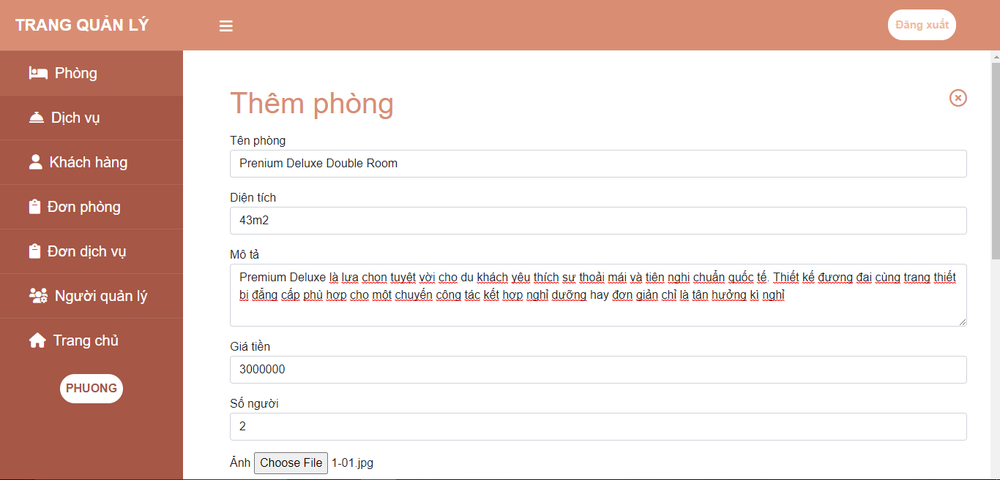 TRANG QUẢN LÝ
Đăng xuất
Phòng
Dịch vụ
Khách hàng
Đơn phòng
Đơn dịch vụ
Người quản lý
Trang chủ
PHUONG
Thêm phòng
Tên phòng
Prenium Deluxe Double Room
Diện tích
43m2
Mô tả
Premium Deluxe là lựa chọn tuyệt vời cho du khách yêu thích sự thoải mái và tiện nghi chuẩn quốc tế. Thiết kế đương đại cùng trang thiết
bị đẳng cấp phù hợp cho một chuyến công tác kết hợp nghỉ dưỡng hay đơn giản chỉ là tận hưởng kì nghỉ
Giá tiền
3000000
Số người
2
Ảnh Choose File 1-01.jpg